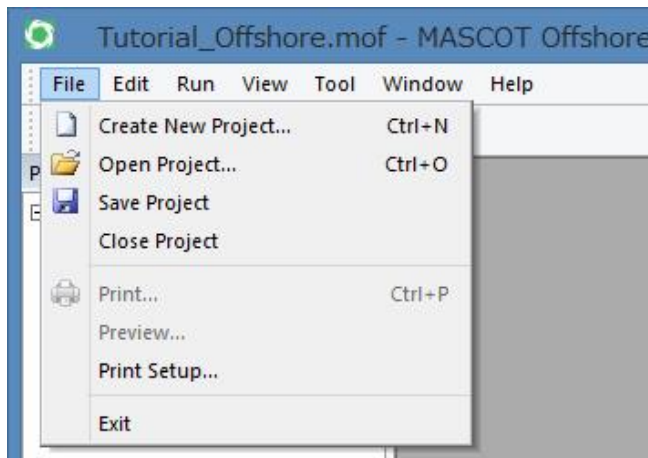 Tutorial_Offshore.mof - MASCOT Offshore
File Edit Run View Tool Window Help
Create New Project... Ctrl+N
P
Open Project... Ctrl+O
Save Project
Close Project
Print... Ctrl+P
Preview...
Print Setup...
Exit